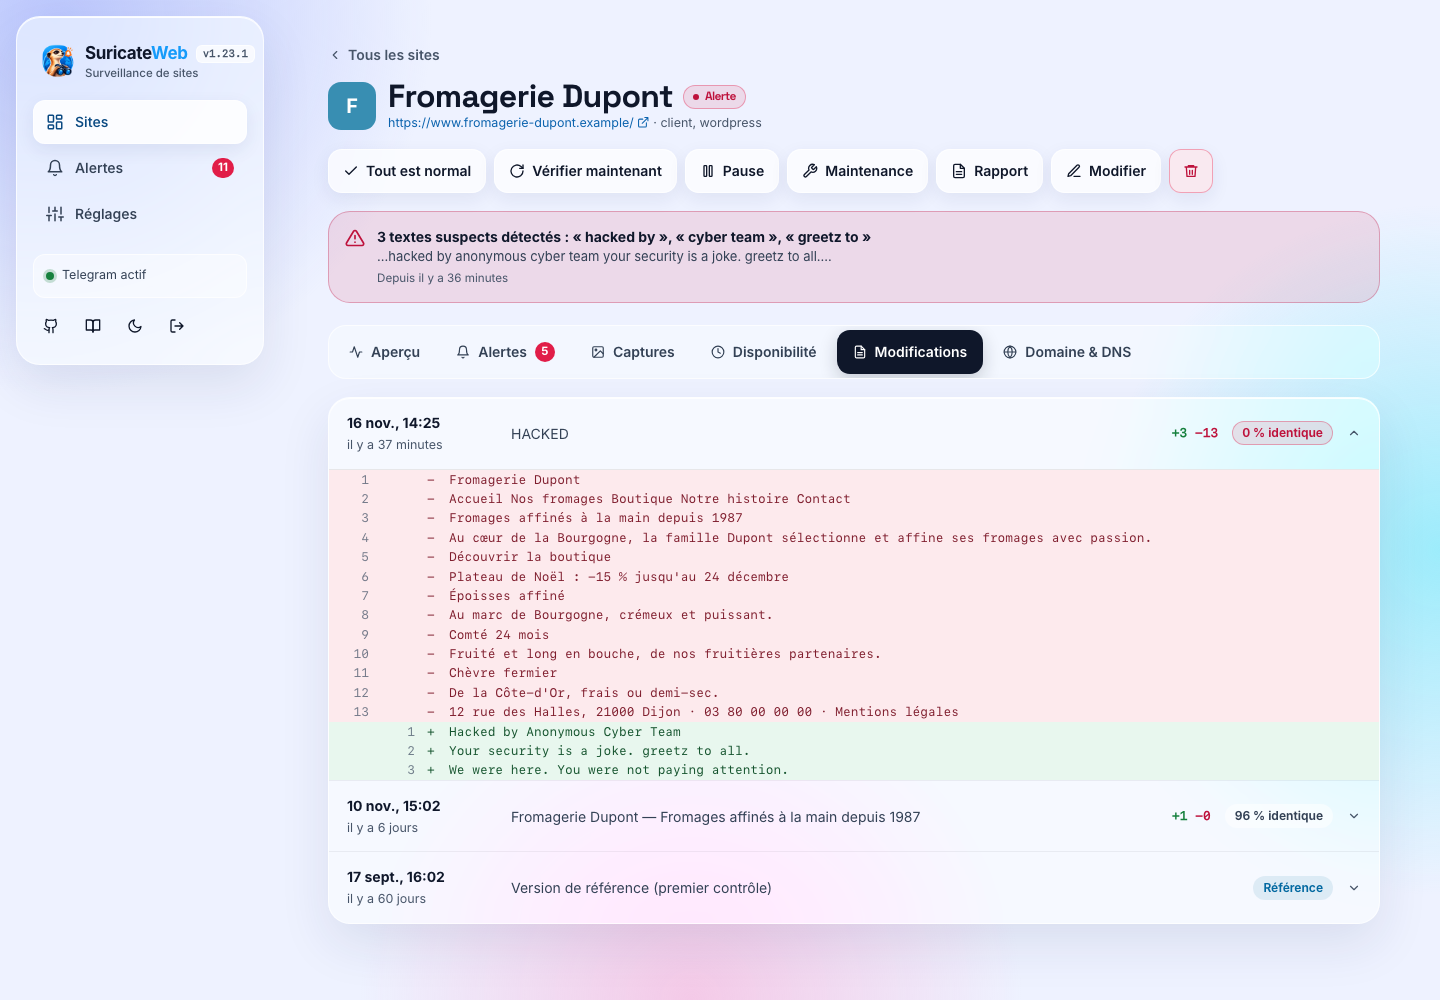 SuricateWeb v1.23.1
Surveillance de sites
Sites
Alertes 11
Réglages
Telegram actif
Tous les sites
F
Fromagerie Dupont Alerte
https://www.fromagerie-dupont.example/ · client, wordpress
Tout est normal Vérifier maintenant Pause Maintenance Rapport Modifier
3 textes suspects détectés : « hacked by », « cyber team », « greetz to »
…hacked by anonymous cyber team your security is a joke. greetz to all.…
Depuis il y a 36 minutes
Aperçu Alertes 5 Captures Disponibilité Modifications Domaine & DNS
16 nov., 14:25
il y a 37 minutes
HACKED
+3 −13 0 % identique
1 − Fromagerie Dupont
2 − Accueil Nos fromages Boutique Notre histoire Contact
3 − Fromages affinés à la main depuis 1987
4 − Au cœur de la Bourgogne, la famille Dupont sélectionne et affine ses fromages avec passion.
5 − Découvrir la boutique
6 − Plateau de Noël : −15 % jusqu'au 24 décembre
7 − Époisses affiné
8 − Au marc de Bourgogne, crémeux et puissant.
9 − Comté 24 mois
10 − Fruité et long en bouche, de nos fruitières partenaires.
11 − Chèvre fermier
12 − De la Côte-d'Or, frais ou demi-sec.
13 − 12 rue des Halles, 21000 Dijon · 03 80 00 00 00 · Mentions légales
1 + Hacked by Anonymous Cyber Team
2 + Your security is a joke. greetz to all.
3 + We were here. You were not paying attention.
10 nov., 15:02
il y a 6 jours
Fromagerie Dupont — Fromages affinés à la main depuis 1987
+1 −0 96 % identique
17 sept., 16:02
il y a 60 jours
Version de référence (premier contrôle)
Référence